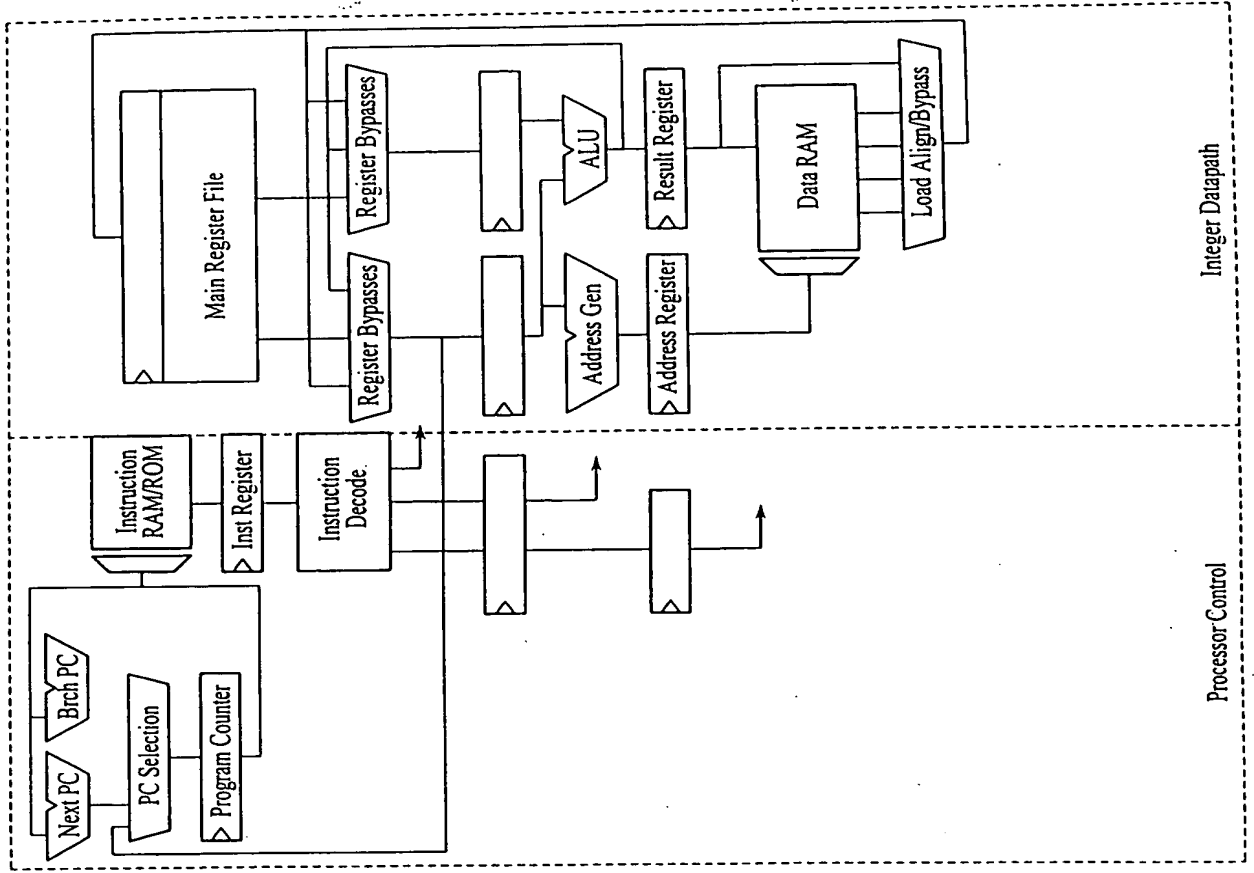 Next PC
Brch PC
PC Selection
Program Counter
Instruction
RAM/ROM
Inst Register
Instruction
Decode
Processor Control
Main Register File
Register Bypasses
Register Bypasses
Address Gen
ALU
Address Register
Result Register
Data RAM
Load Align/Bypass
Integer Datapath